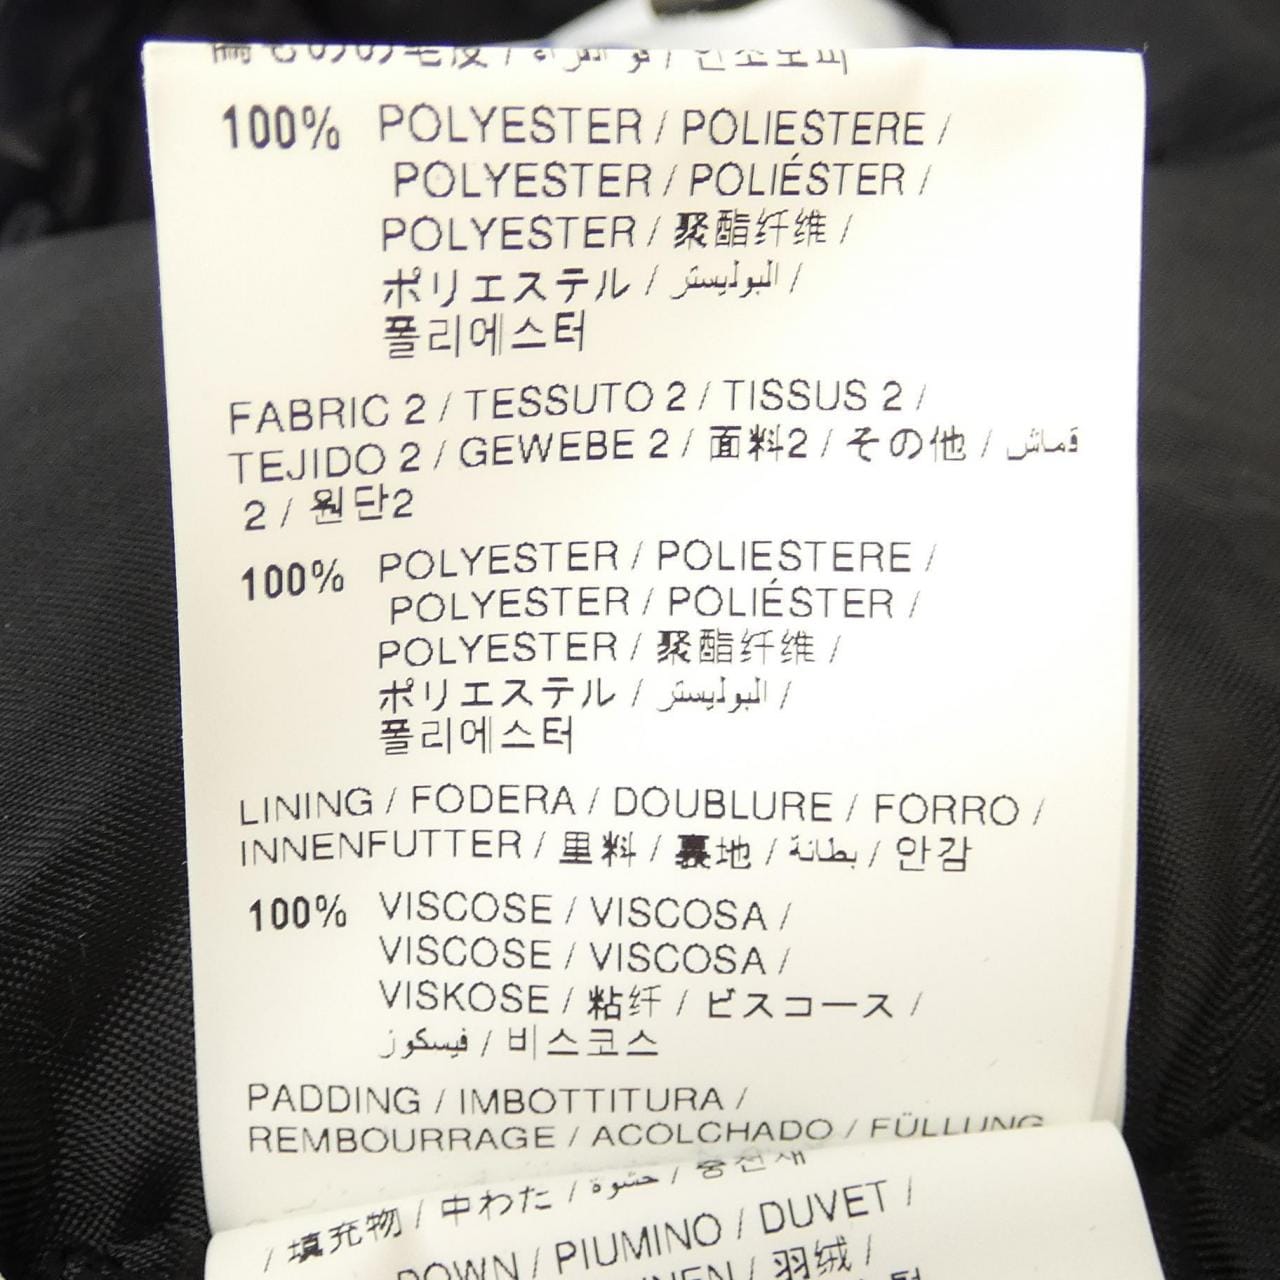 100% POLYESTER / POLIESTERE /
POLYESTER / POLIÉSTER /
POLYESTER / 聚酯纤维 /
ポリエステル / البوليستر /
폴리에스터
FABRIC 2 / TESSUTO 2 / TISSUS 2 /
TEJIDO 2 / GEWEBE 2 / 面料2 / その他 / قماش
2 / 원단2
100% POLYESTER / POLIESTERE /
POLYESTER / POLIÉSTER /
POLYESTER / 聚酯纤维 /
ポリエステル / البوليستر /
폴리에스터
LINING / FODERA / DOUBLURE / FORRO /
INNENFUTTER / 里料 / 裏地 / بطانة / 안감
100% VISCOSE / VISCOSA /
VISCOSE / VISCOSA /
VISKOSE / 粘纤 / ビスコース /
فيسكوز / 비스코스
PADDING / IMBOTTITURA /
REMBOURRAGE / ACOLCHADO / FÜLLUNG
/ 填充物 / 中わた / حشوة /
DOWN / PIUMINO / DUVET /
羽绒 /